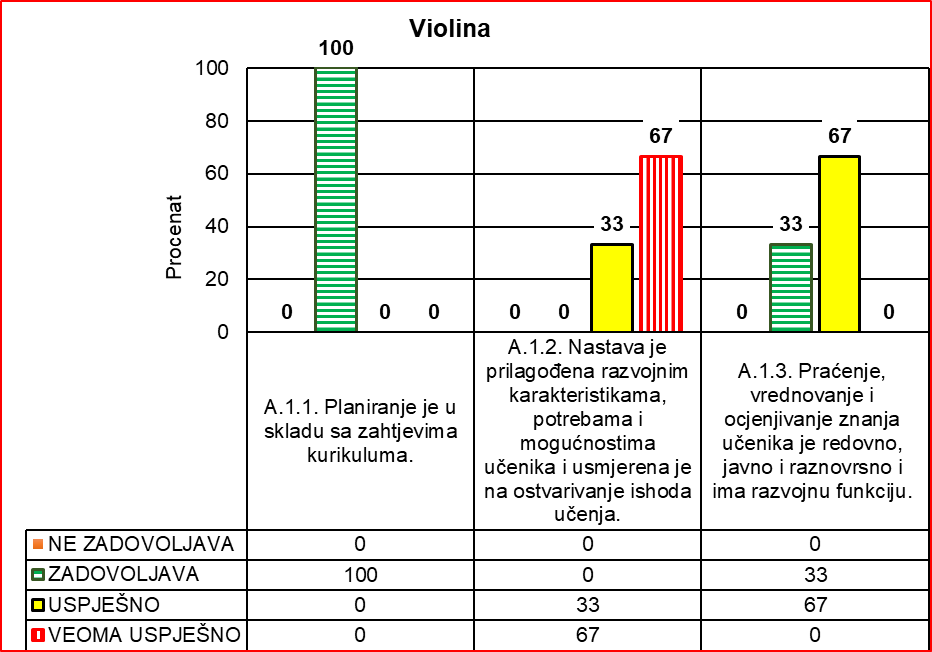 Violina
Procenat
100
80
60
40
20
0
0
100
0
0
0
0
33
67
0
33
67
0
A.1.1. Planiranje je u
skladu sa zahtjevima
kurikuluma.
A.1.2. Nastava je
prilagođena razvojnim
karakteristikama,
potrebama i
mogućnostima
učenika i usmjerena je
na ostvarivanje ishoda
učenja.
A.1.3. Praćenje,
vrednovanje i
ocjenjivanje znanja
učenika je redovno,
javno i raznovrsno i
ima razvojnu funkciju.
NE ZADOVOLJAVA 0 0 0
ZADOVOLJAVA 100 0 33
USPJEŠNO 0 33 67
VEOMA USPJEŠNO 0 67 0